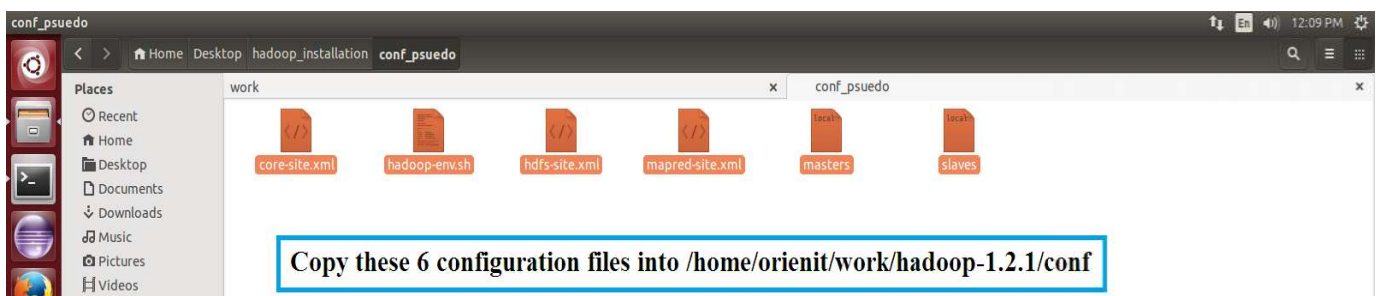 conf_psuedo
En
12:09 PM
Home Desktop hadoop_installation conf_psuedo
Places
work
conf_psuedo
Recent
Home
Desktop
Documents
Downloads
Music
Pictures
Videos
core-site.xml
hadoop-env.sh
hdfs-site.xml
mapred-site.xml
local
masters
local
slaves
Copy these 6 configuration files into /home/orienit/work/hadoop-1.2.1/conf